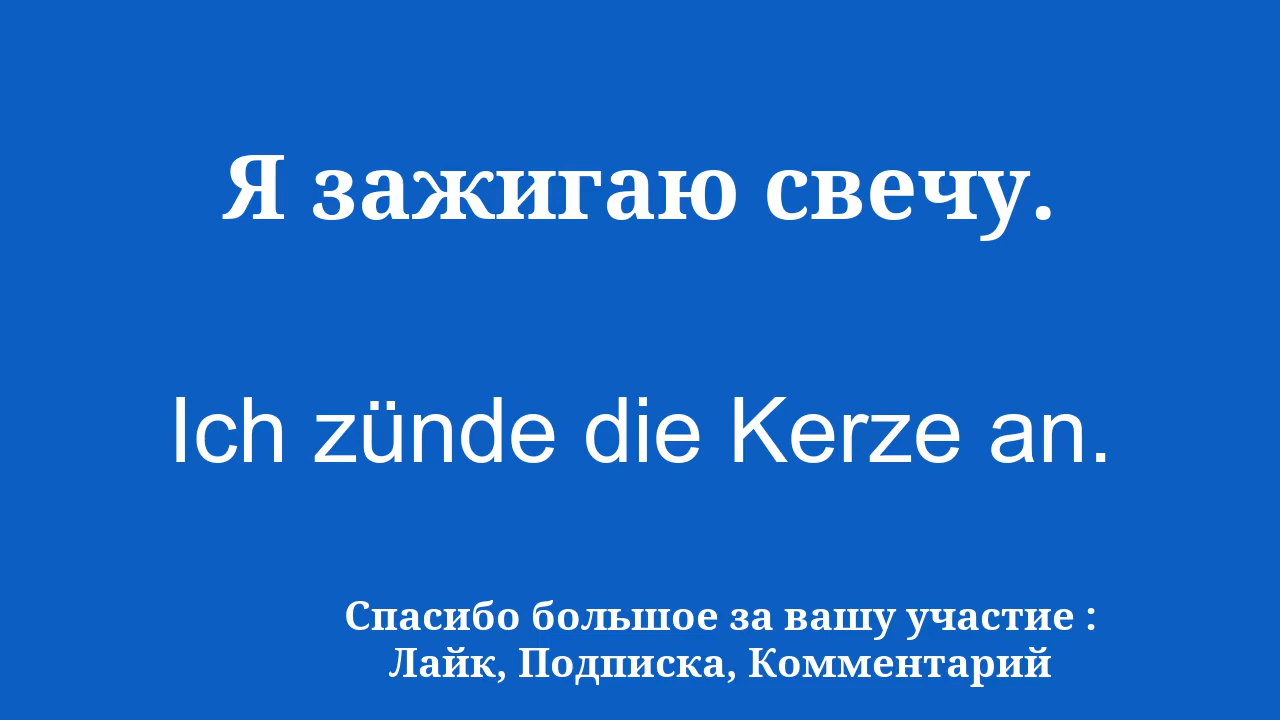 Я зажигаю свечу.
Ich zünde die Kerze an.
Спасибо большое за вашу участие :
Лайк, Подписка, Комментарий